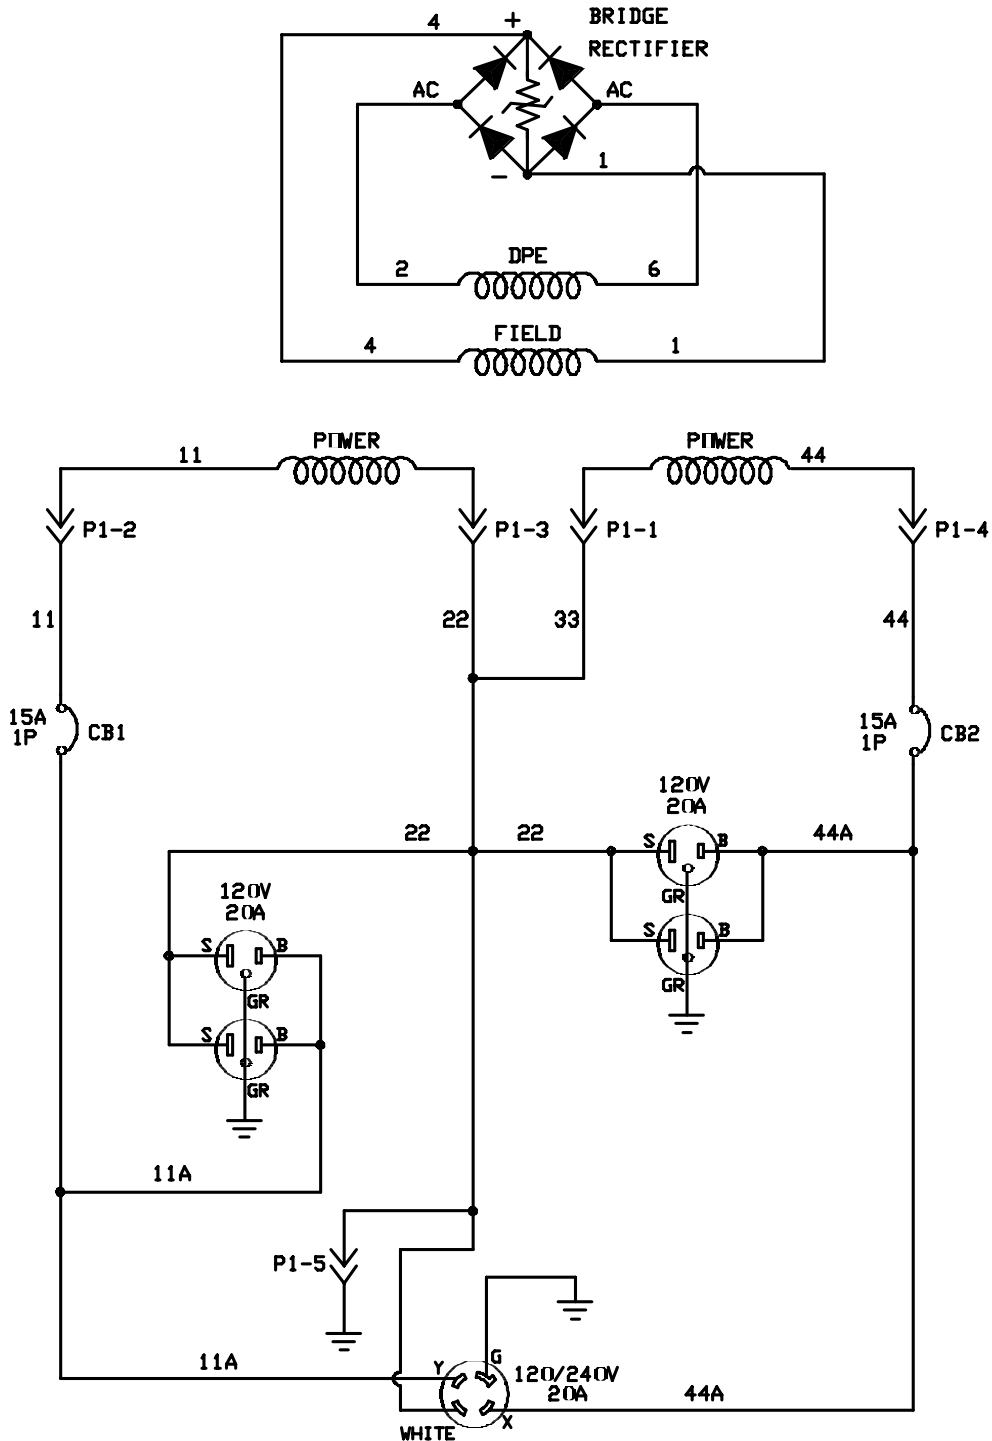 4
+
BRIDGE
RECTIFIER
AC
AC
−
1
DPE
2
6
FIELD
4
1
11
POWER
POWER
44
P1-2
P1-3
P1-1
P1-4
11
22
33
44
15A
1P
CB1
15A
1P
CB2
120V
20A
22
22
S
B
44A
GR
120V
20A
S
B
GR
S
B
GR
S
B
GR
11A
P1-5
11A
Y
G
120/240V
20A
44A
WHITE
X